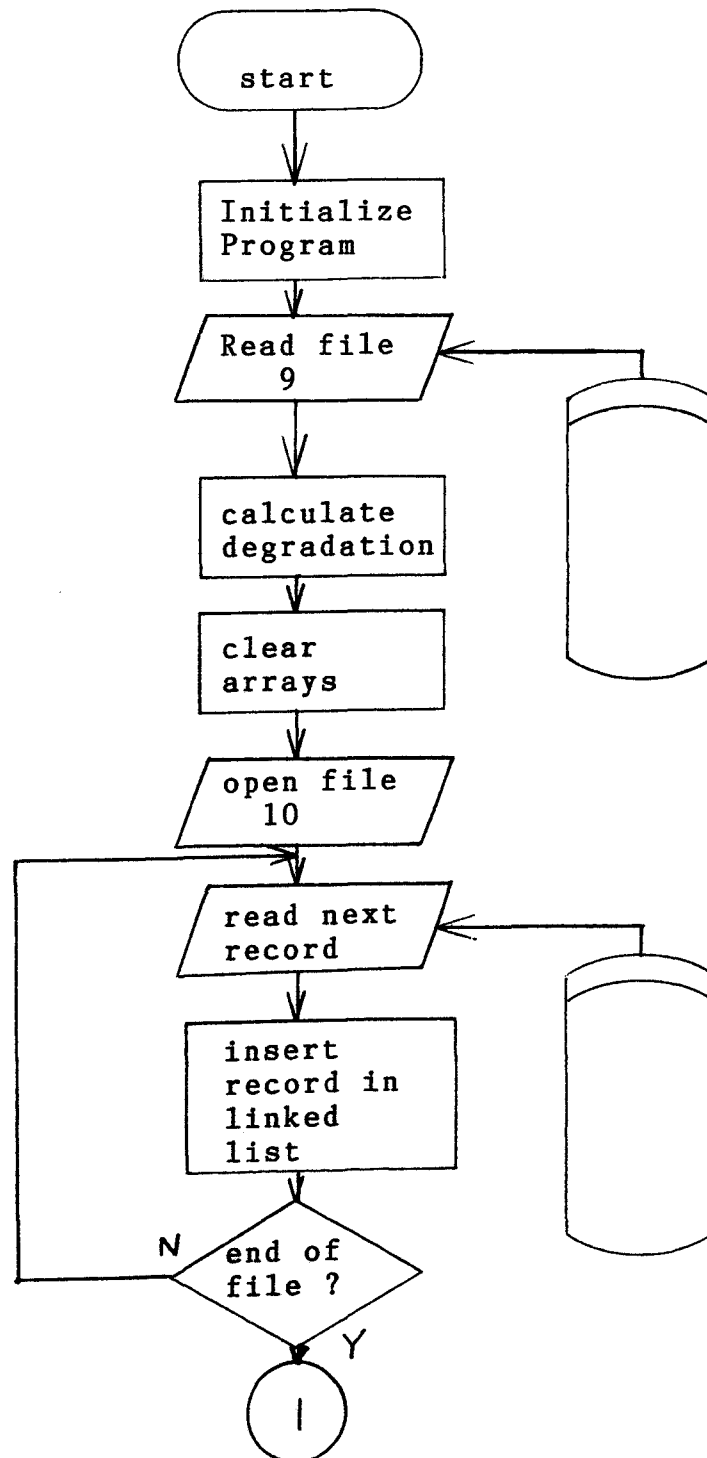 start
Initialize
Program
Read file
9
calculate
degradation
clear
arrays
open file
10
read next
record
insert
record in
linked
list
N
end of
file ?
Y
1